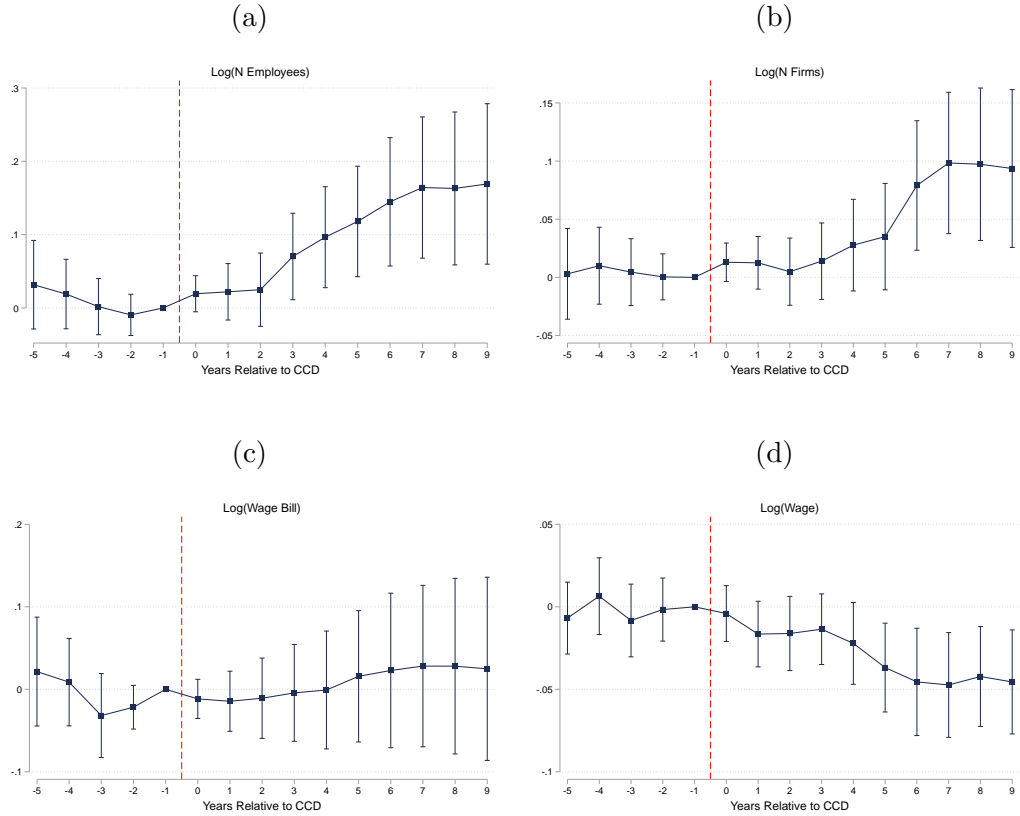 (a)
Log(N Employees)
.3
.2
.1
0
-5 -4 -3 -2 -1 0 1 2 3 4 5 6 7 8 9
Years Relative to CCD
(b)
Log(N Firms)
.15
.1
.05
0
-.05
-5 -4 -3 -2 -1 0 1 2 3 4 5 6 7 8 9
Years Relative to CCD
(c)
Log(Wage Bill)
.2
.1
0
-.1
-5 -4 -3 -2 -1 0 1 2 3 4 5 6 7 8 9
Years Relative to CCD
(d)
Log(Wage)
.05
0
-.05
-.1
-5 -4 -3 -2 -1 0 1 2 3 4 5 6 7 8 9
Years Relative to CCD